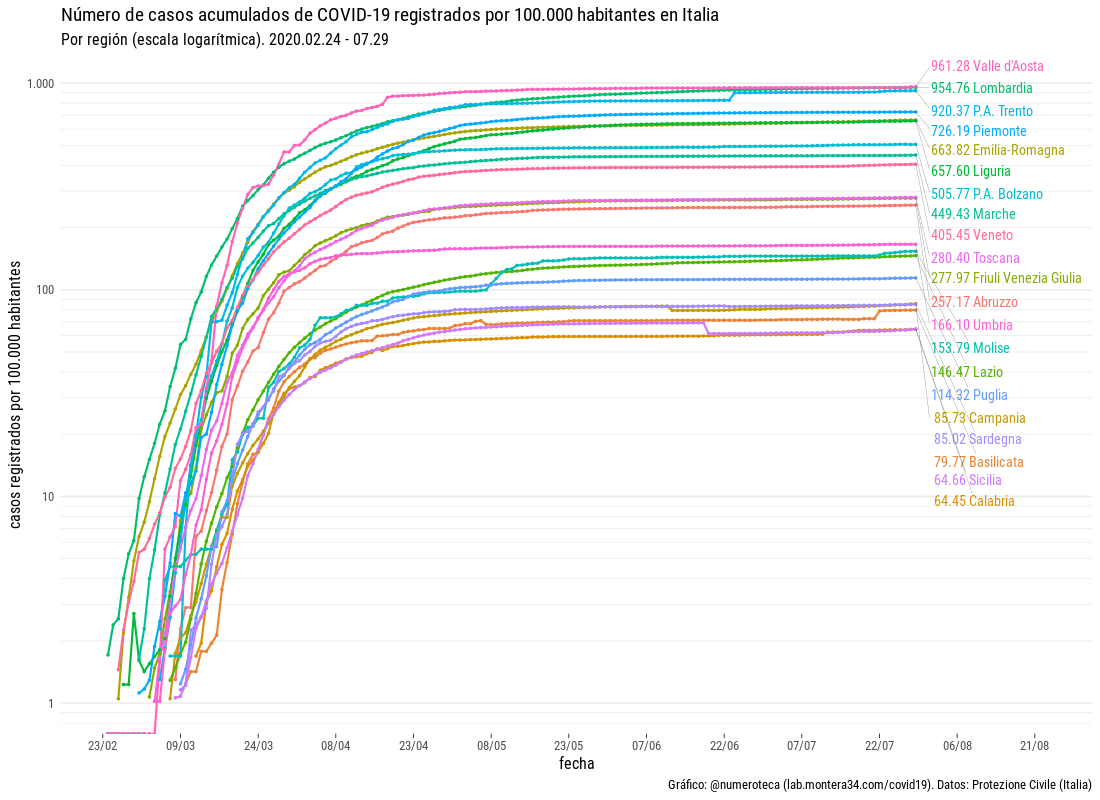 Número de casos acumulados de COVID-19 registrados por 100.000 habitantes en Italia
Por región (escala logarítmica). 2020.02.24 - 07.29
casos registrados por 100.000 habitantes
1.000
100
10
1
961.28 Valle d'Aosta
954.76 Lombardia
920.37 P.A. Trento
726.19 Piemonte
663.82 Emilia-Romagna
657.60 Liguria
505.77 P.A. Bolzano
449.43 Marche
405.45 Veneto
280.40 Toscana
277.97 Friuli Venezia Giulia
257.17 Abruzzo
166.10 Umbria
153.79 Molise
146.47 Lazio
114.32 Puglia
85.73 Campania
85.02 Sardegna
79.77 Basilicata
64.66 Sicilia
64.45 Calabria
23/02 09/03 24/03 08/04 23/04 08/05 23/05 07/06 22/06 07/07 22/07 06/08 21/08
fecha
Gráfico: @numeroteca (lab.montera34.com/covid19). Datos: Protezione Civile (Italia)